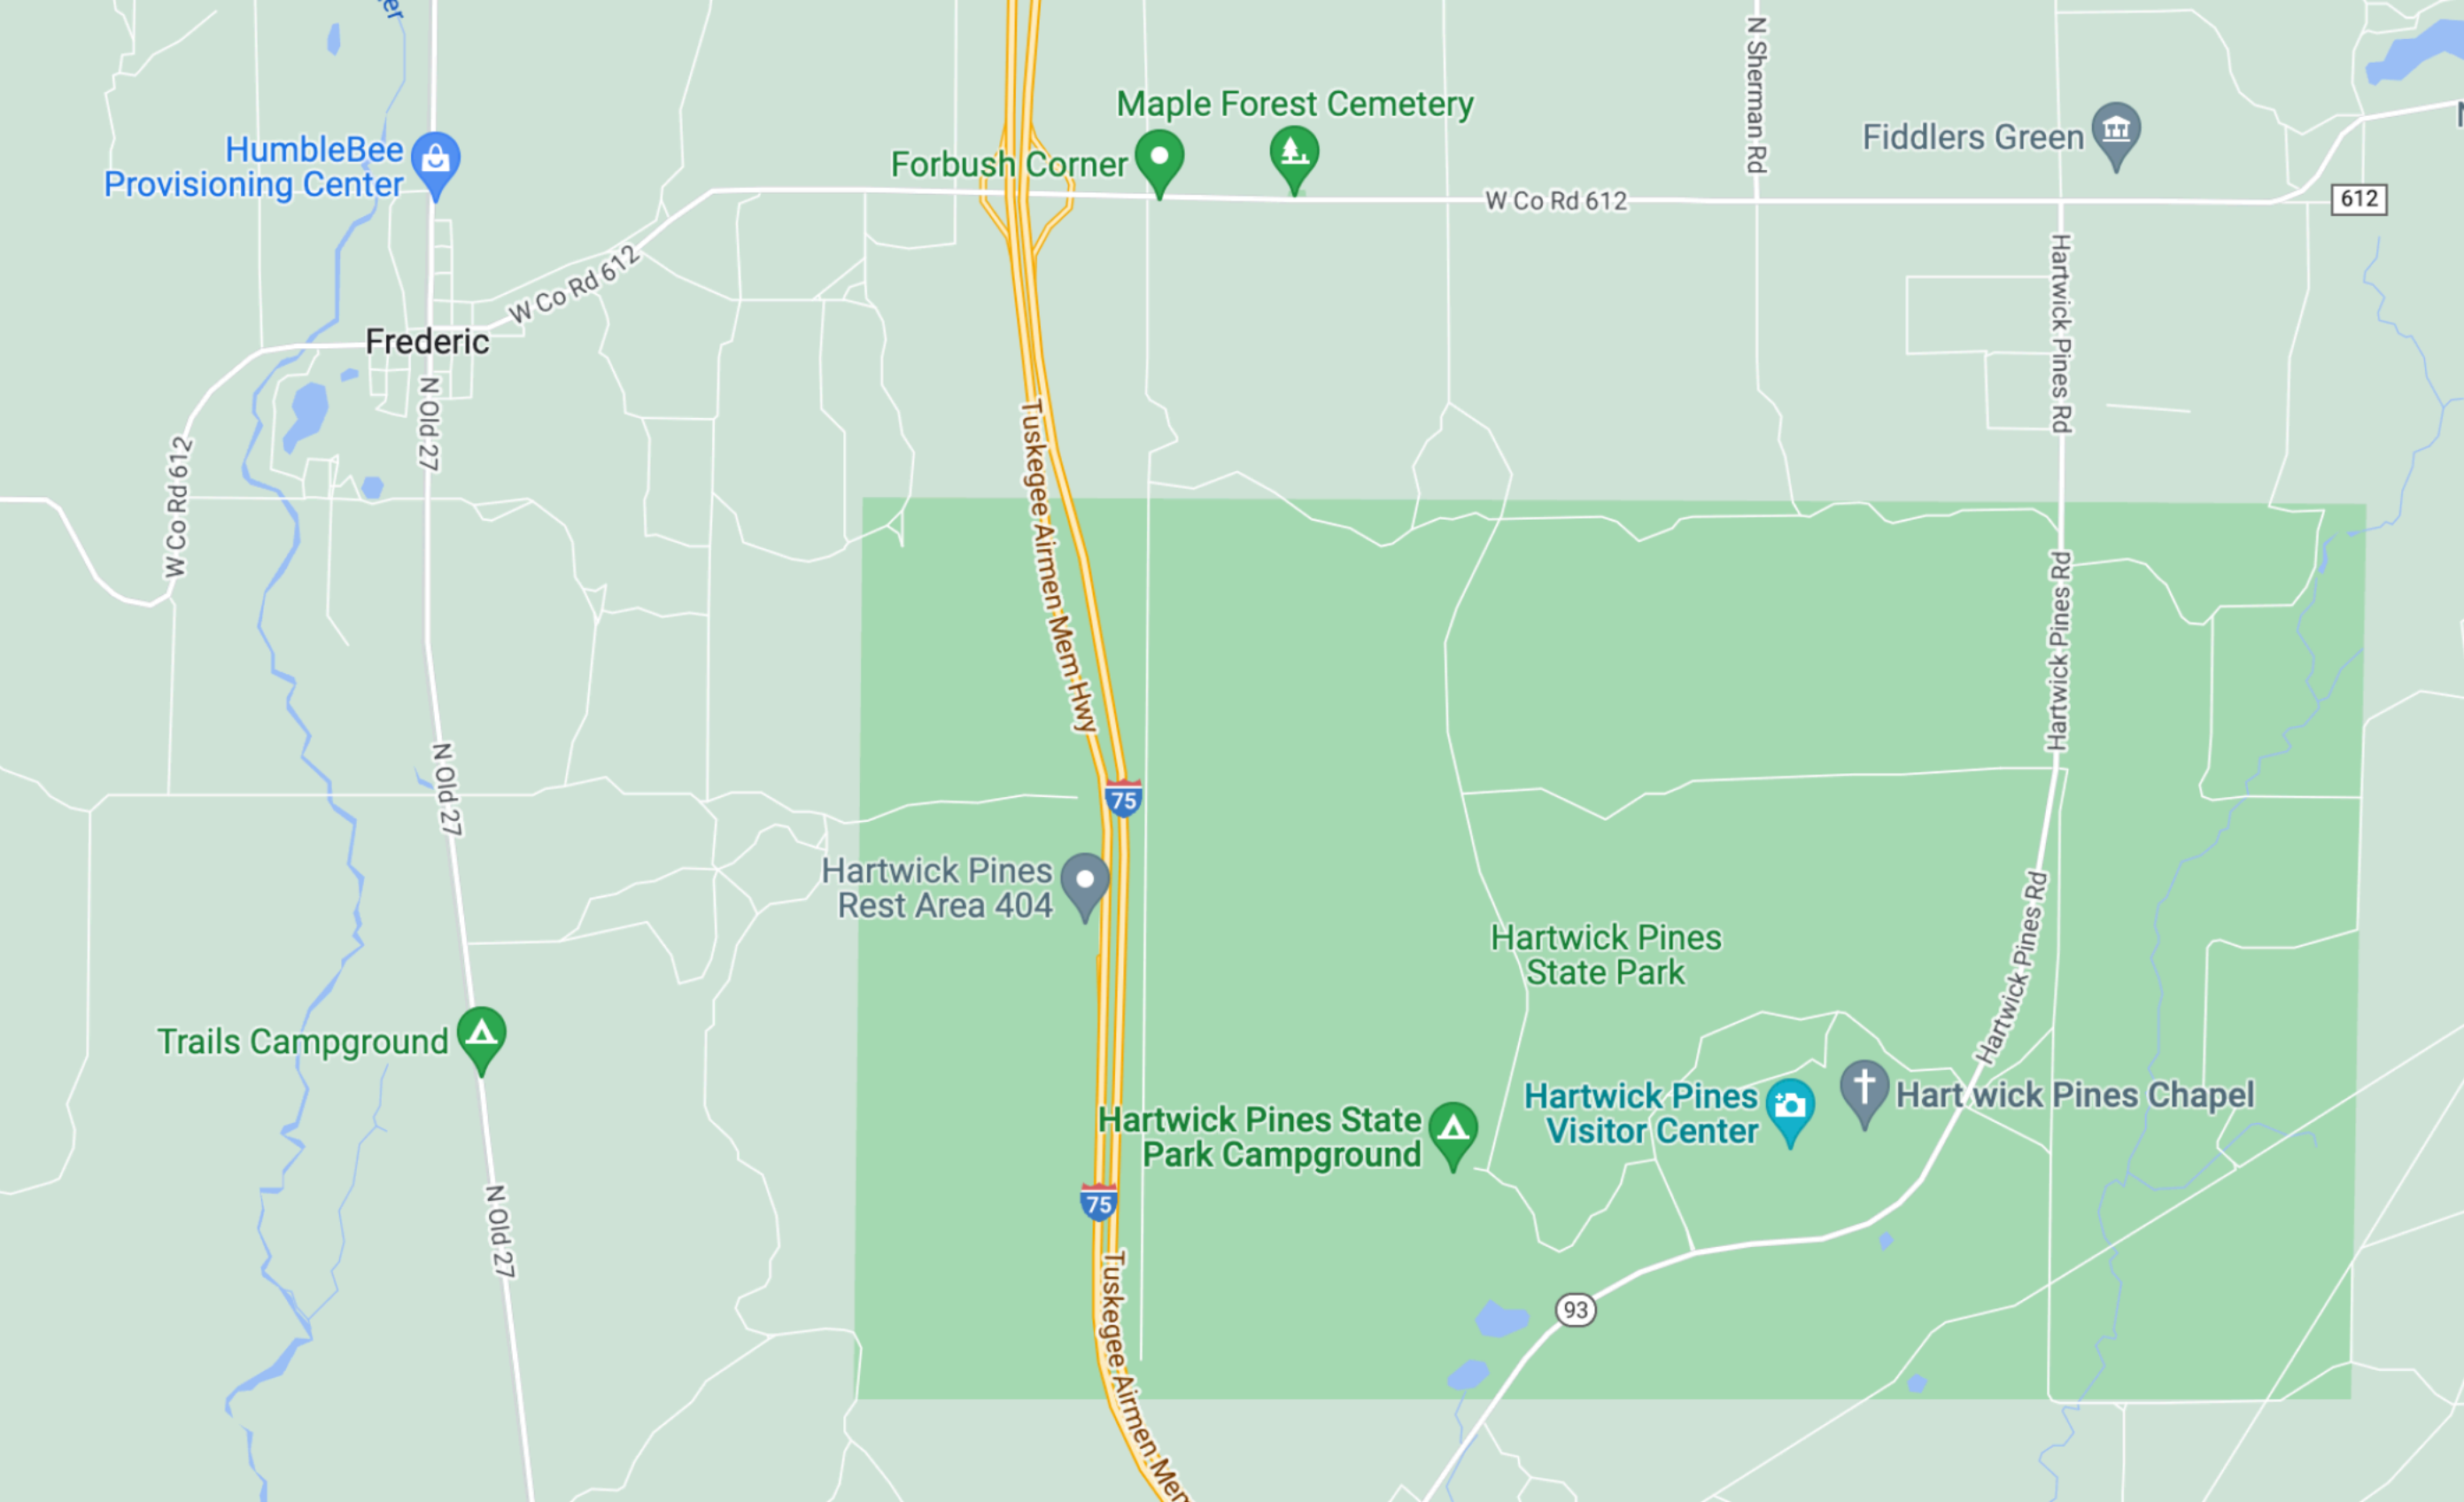 er
N Sherman Rd
Maple Forest Cemetery
HumbleBee
Provisioning Center
Forbush Corner
Fiddlers Green
W Co Rd 612
612
W Co Rd 612
Hartwick Pines Rd
Frederic
N Old 27
Tuskegee Airmen Mem Hwy
W Co Rd 612
Hartwick Pines Rd
N Old 27
75
Hartwick Pines
Rest Area 404
Hartwick Pines Rd
Hartwick Pines
State Park
Trails Campground
Hartwick Pines State
Park Campground
Hartwick Pines
Visitor Center
Hartwick Pines Chapel
75
N Old 27
Tuskegee Airmen Mem
93